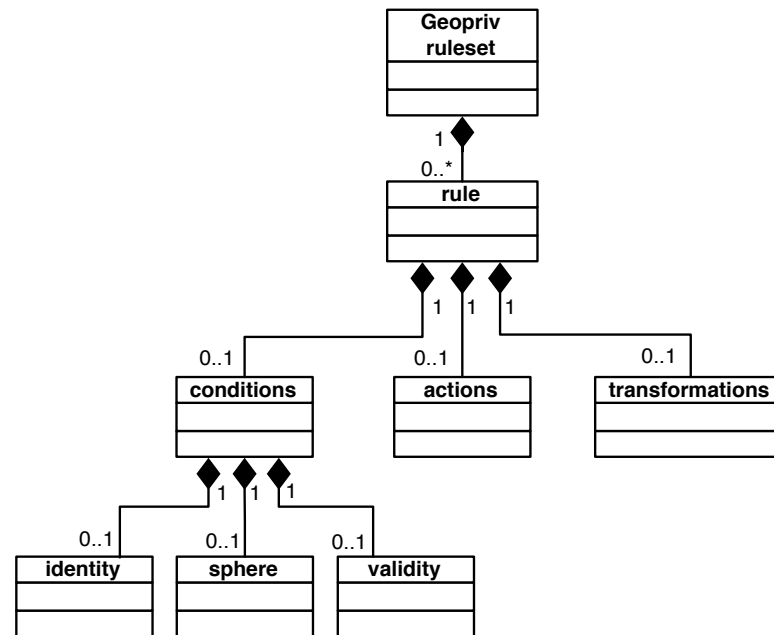 Geopriv
ruleset
1
0..*
rule
1
1
1
0..1
0..1
0..1
conditions
actions
transformations
1
1
1
0..1
0..1
0..1
identity
sphere
validity